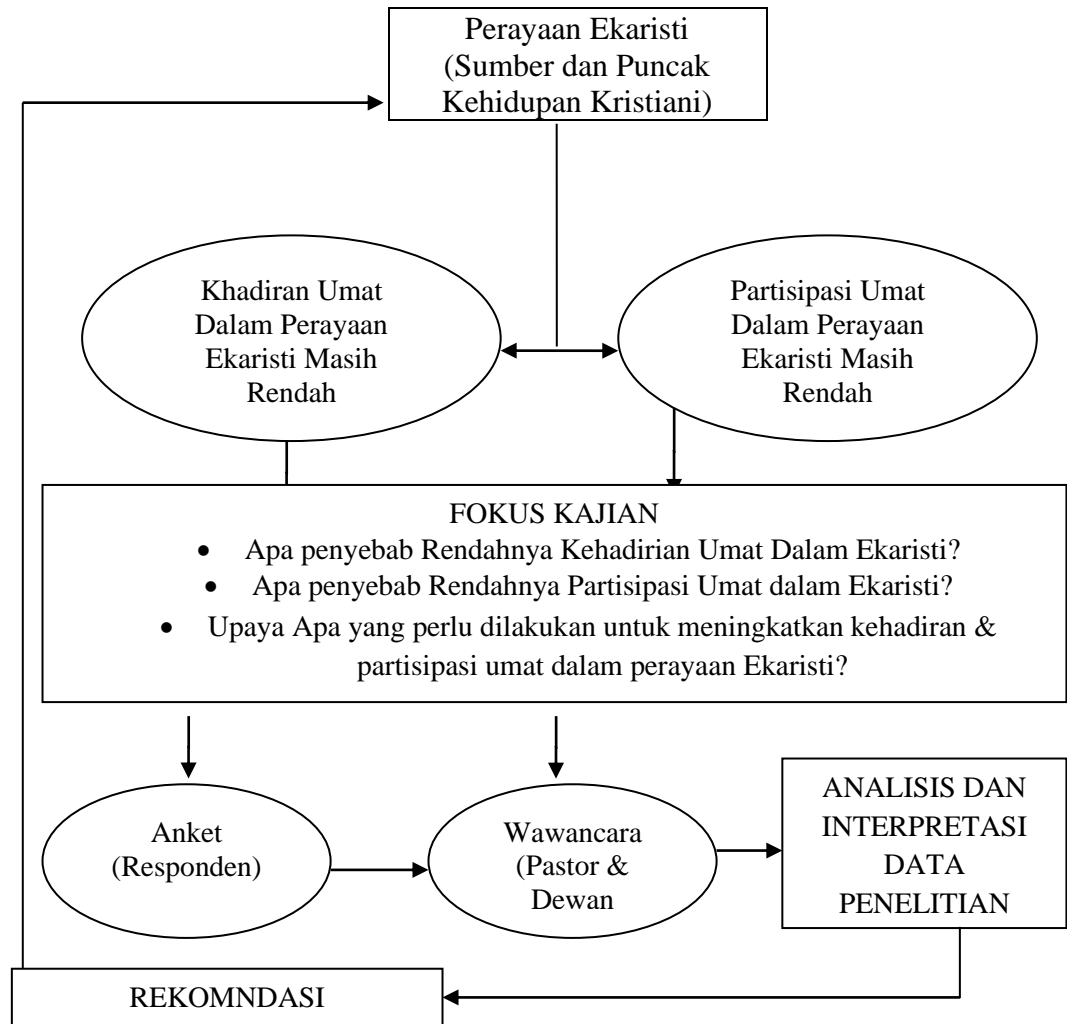 Perayaan Ekaristi
(Sumber dan Puncak
Kehidupan Kristiani)
Khadiran Umat
Dalam Perayaan
Ekaristi Masih
Rendah
Partisipasi Umat
Dalam Perayaan
Ekaristi Masih
Rendah
FOKUS KAJIAN
• Apa penyebab Rendahnya Kehadirian Umat Dalam Ekaristi?
• Apa penyebab Rendahnya Partisipasi Umat dalam Ekaristi?
• Upaya Apa yang perlu dilakukan untuk meningkatkan kehadiran &
partisipasi umat dalam perayaan Ekaristi?
Anket
(Responden)
Wawancara
(Pastor &
Dewan
ANALISIS DAN
INTERPRETASI
DATA
PENELITIAN
REKOMNDASI